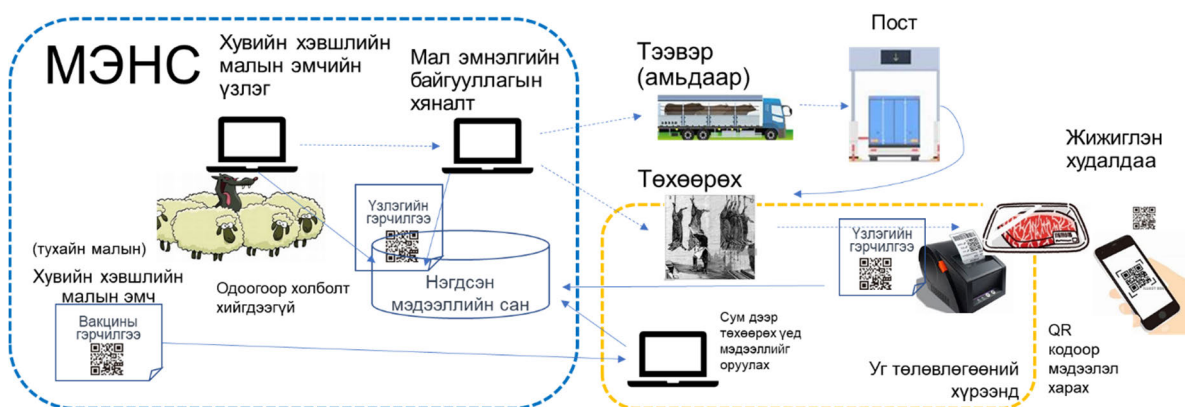 МЭНС
Хувийн хэвшлийн
малын эмчийн
үзлэг
Мал эмнэлгийн
байгууллагын
хяналт
Тээвэр
(амьдаар)
Пост
Жижиглэн
худалдаа
Төхөөрөх
Үзлэгийн
гэрчилгээ
Үзлэгийн
гэрчилгээ
(тухайн малын)
Хувийн хэвшлийн
малын эмч
Вакцины
гэрчилгээ
Одоогоор холболт
хийгдээгүй
Нэгдсэн
мэдээллийн сан
Сум дээр
төхөөрөх үед
мэдээллийг
оруулах
Уг төлөвлөгөөний
хүрээнд
QR
кодоор
мэдээлэл
харах